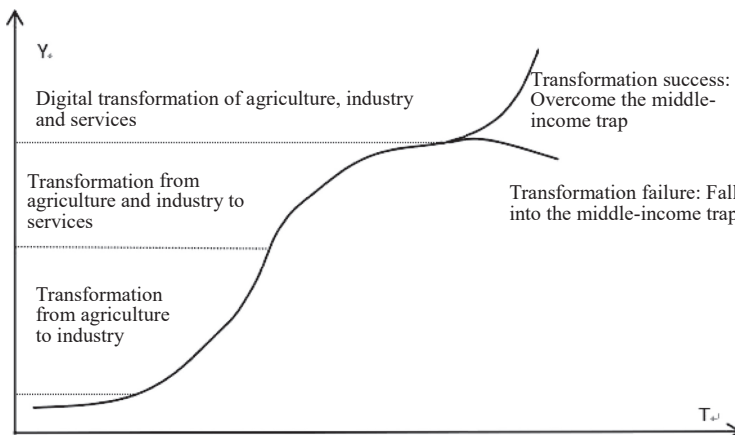 Y
Digital transformation of agriculture, industry
and services
Transformation success:
Overcome the middle-
income trap
Transformation from
agriculture and industry to
services
Transformation failure: Fall
into the middle-income trap
Transformation
from agriculture
to industry
T